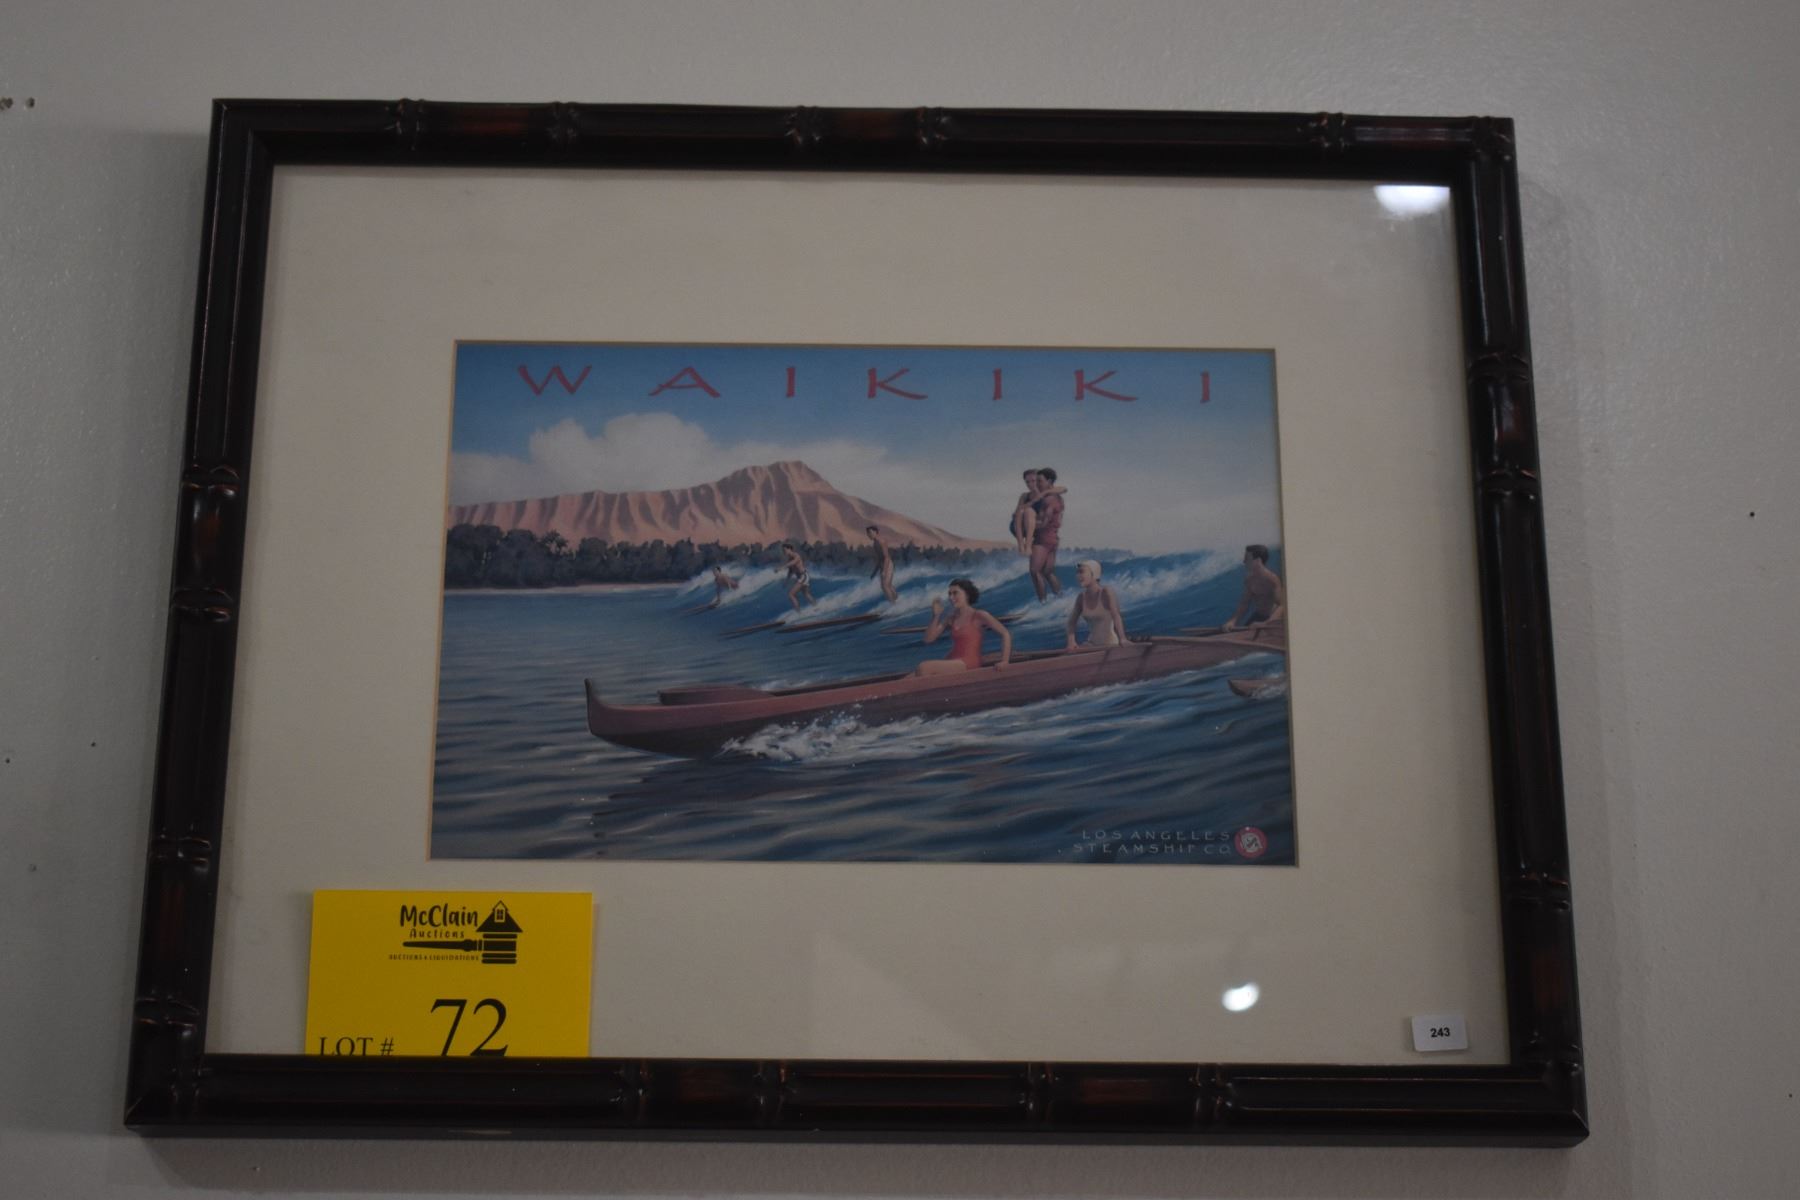 WAIKIKI
LOS ANGELES
STEAMSHIP CO.
McClain
Auctions
AUCTIONS & LIQUIDATIONS
LOT # 72
243